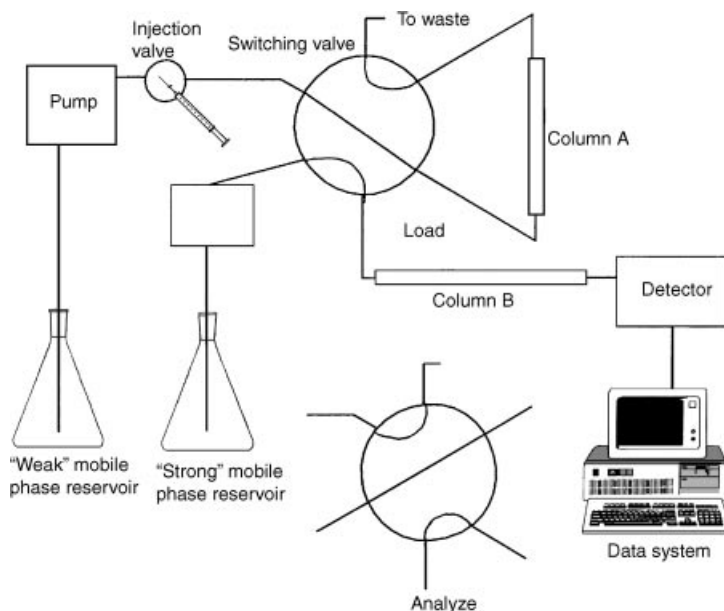 To waste
Injection
valve
Switching valve
Pump
Column A
Load
Column B
Detector
"Weak" mobile
phase reservoir
"Strong" mobile
phase reservoir
Data system
Analyze